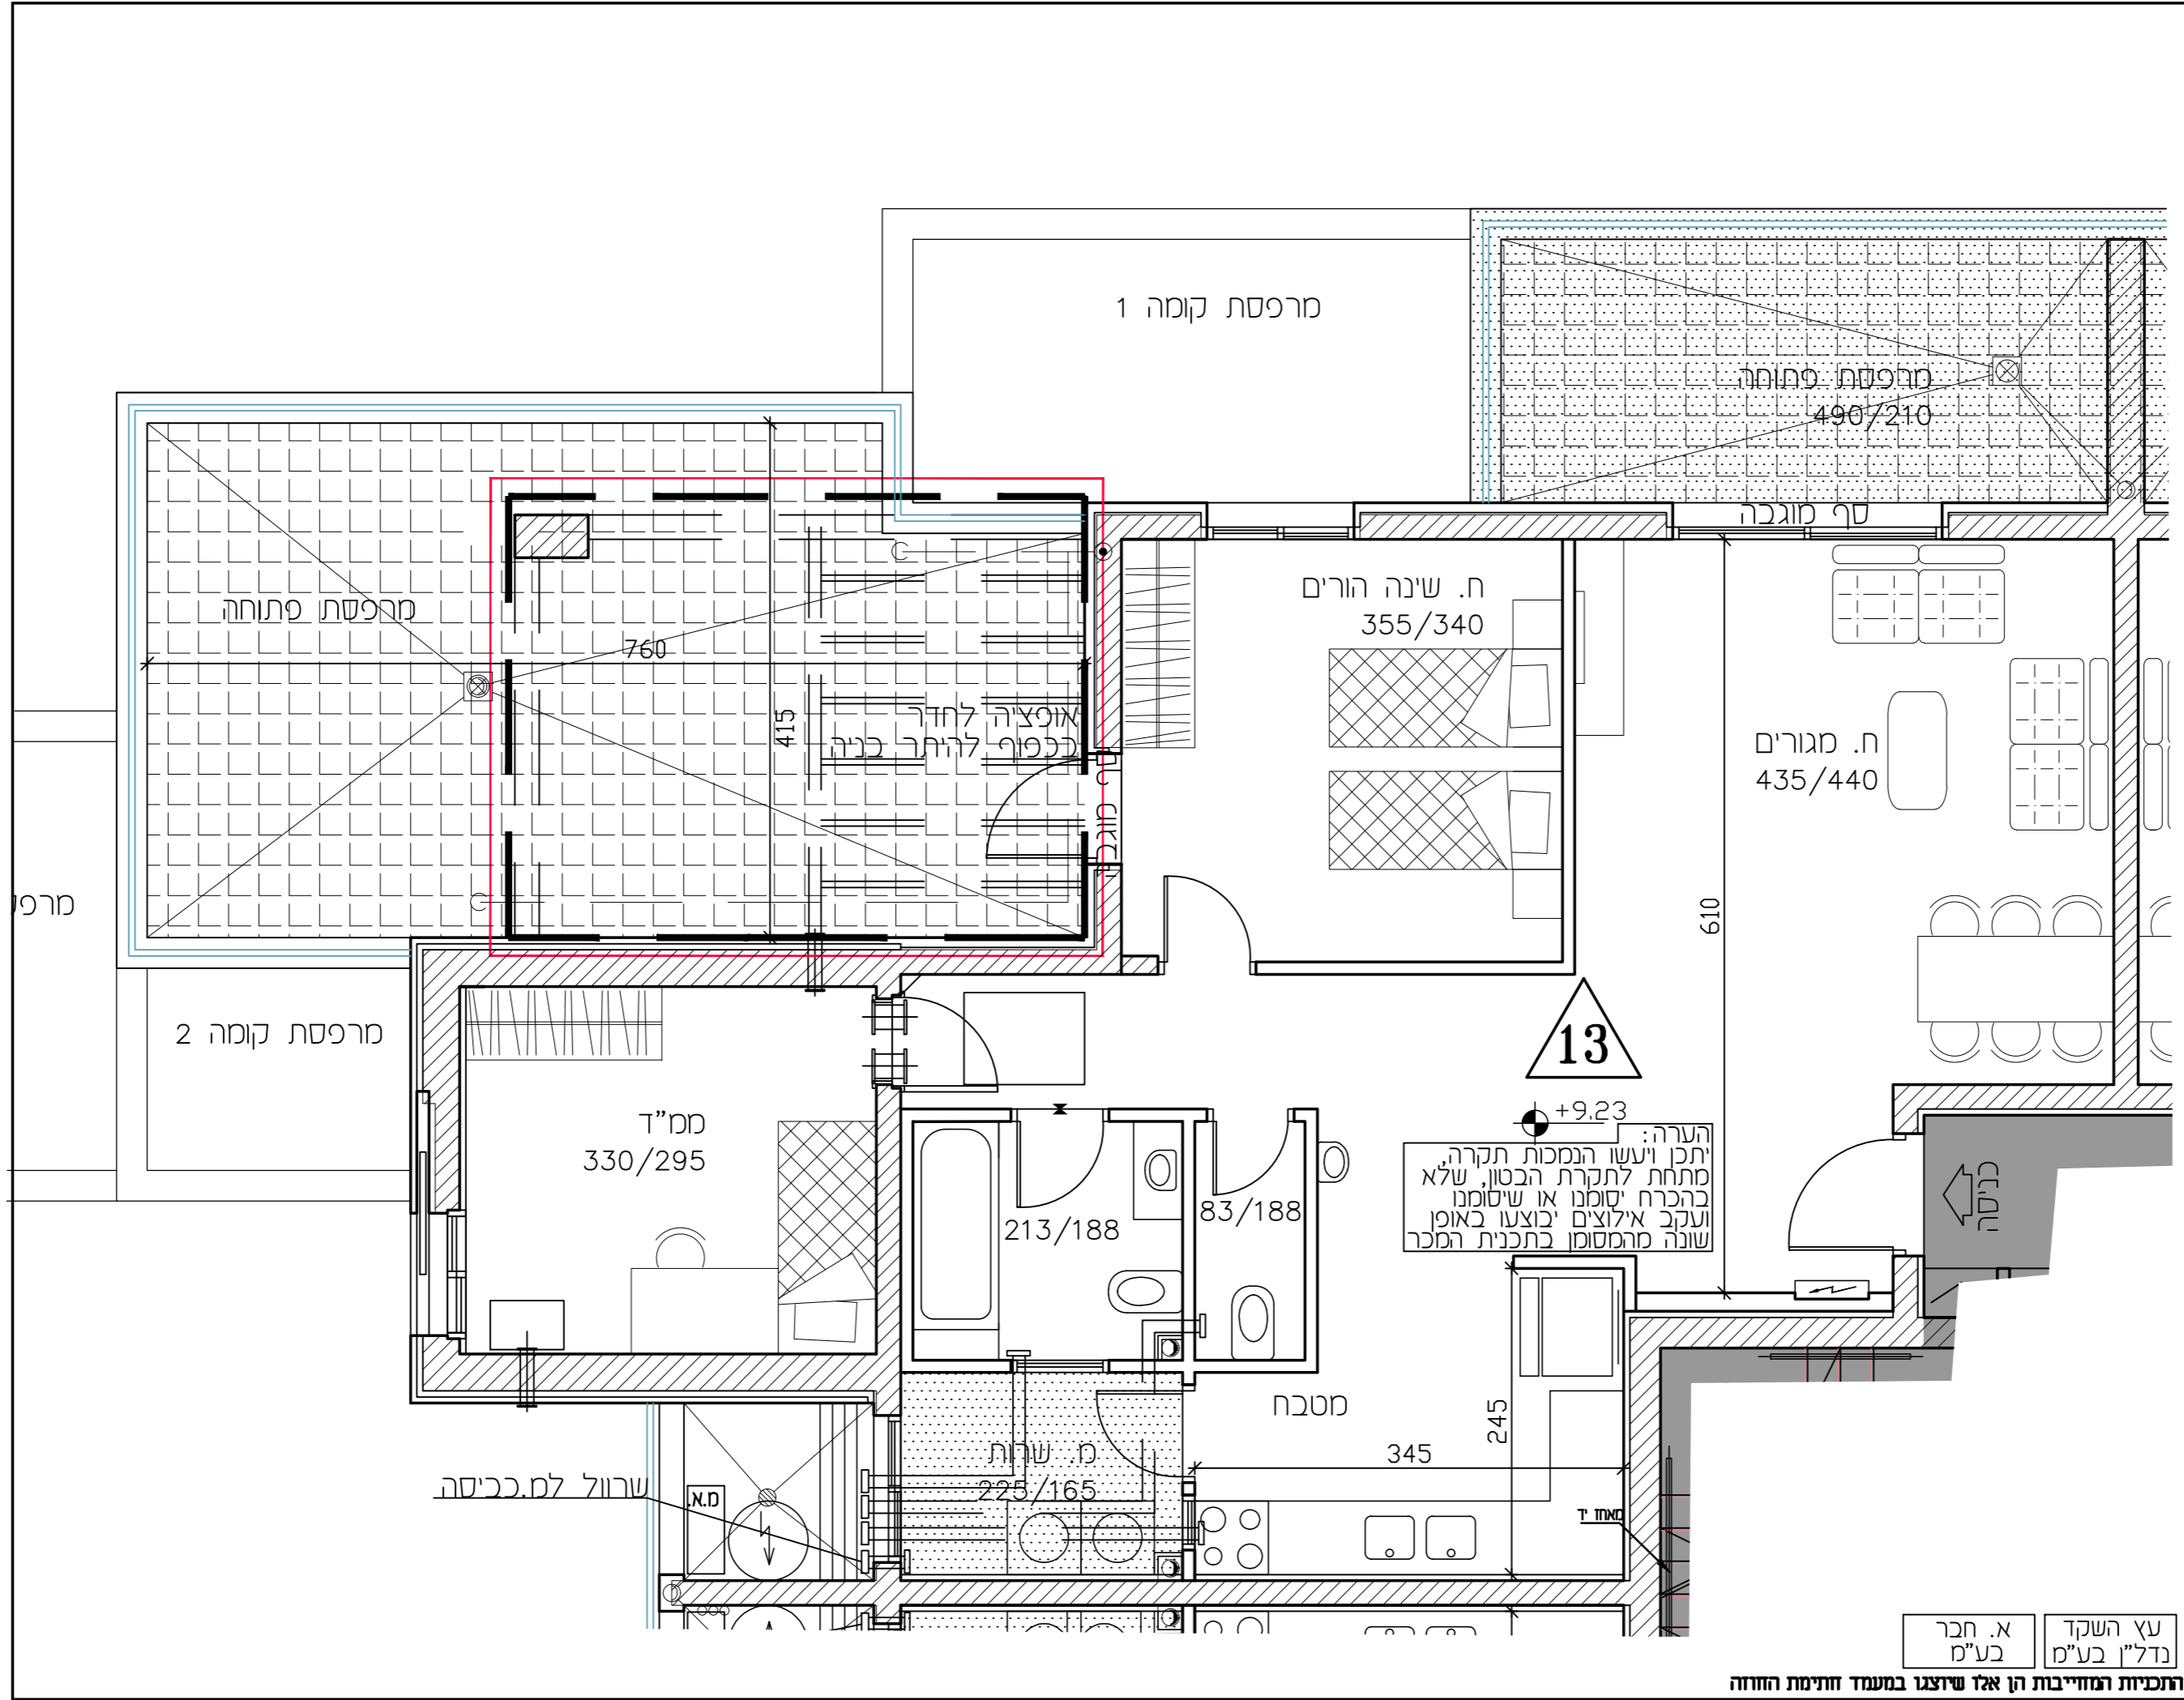 מרפסת קומה 1
מרפסת פתוחה
490/210
סף מוגבה
מרפסת פתוחה
760
415
אופציה לחדר
בכפוף להיתר בניה
ח. שינה הורים
355/340
ח. מגורים
435/440
610
מרפסת קומה 2
13
+9.23
ממ"ד
330/295
213/188
83/188
הערה:
יתכן ויעשו הנמכות תקרה,
מתחת לתקרת הבטון, שלא
בהכרח יסומנו או שיסומנו
ועקב אילוצים יבוצעו באופן
שונה מהמסומן בתכנית המכר
כניסה
מטבח
245
345
מ. שרות
225/165
שרוול למ.כביסה
מ.א.
מאחז יד
עץ השקד
נדל"ן בע"מ
א. חבר
בע"מ
התכניות המחייבות הן אלו שיוצגו במעמד חתימת החוזה